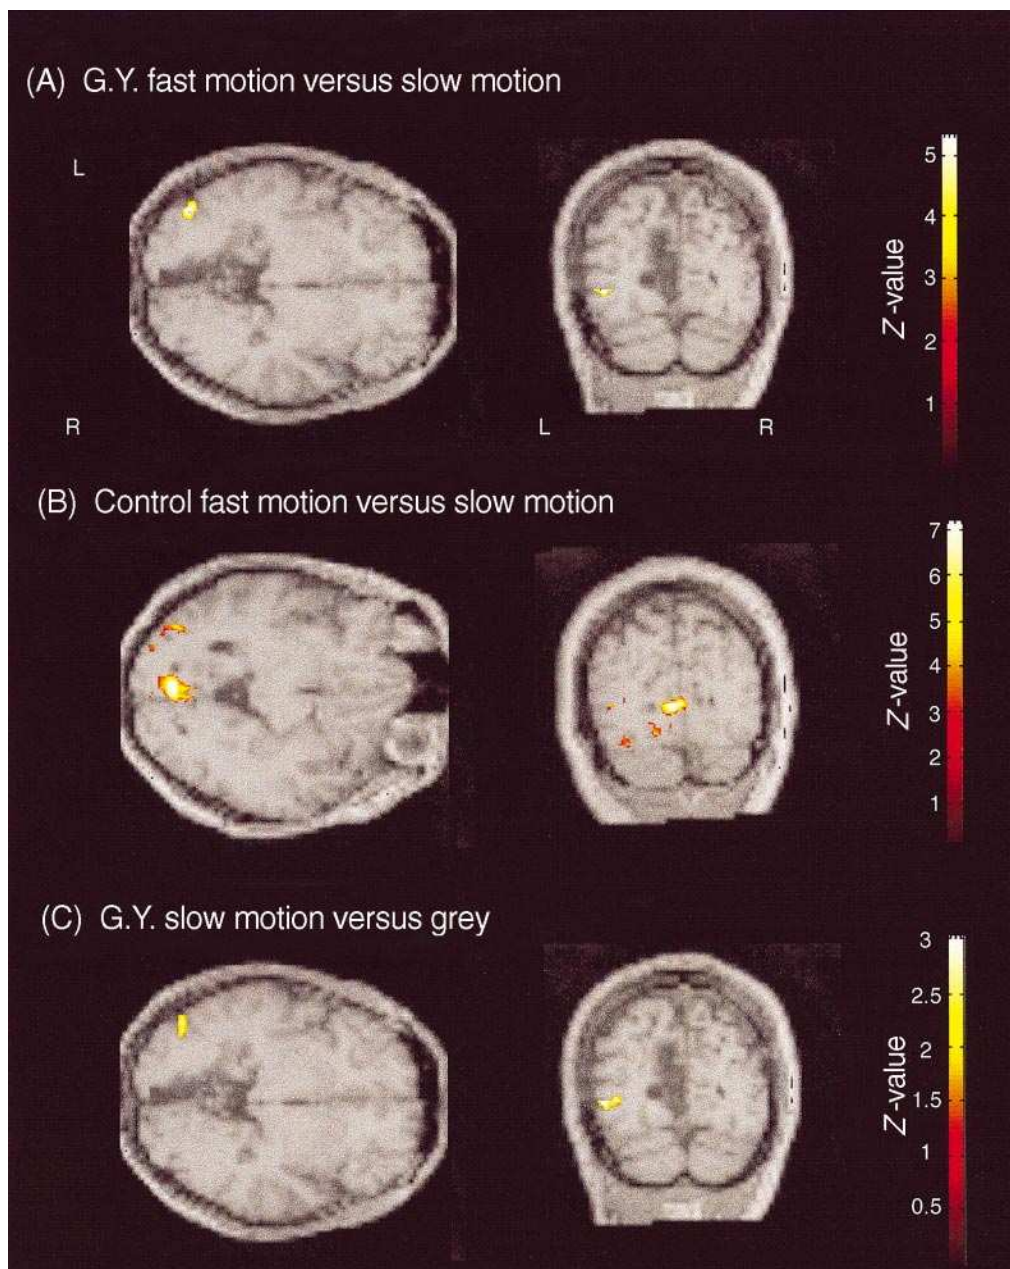 (A) G.Y. fast motion versus slow motion
L
R
L
R
5
4
3
2
1
Z-value
(B) Control fast motion versus slow motion
7
6
5
4
3
2
1
Z-value
(C) G.Y. slow motion versus grey
3
2.5
2
1.5
1
0.5
Z-value